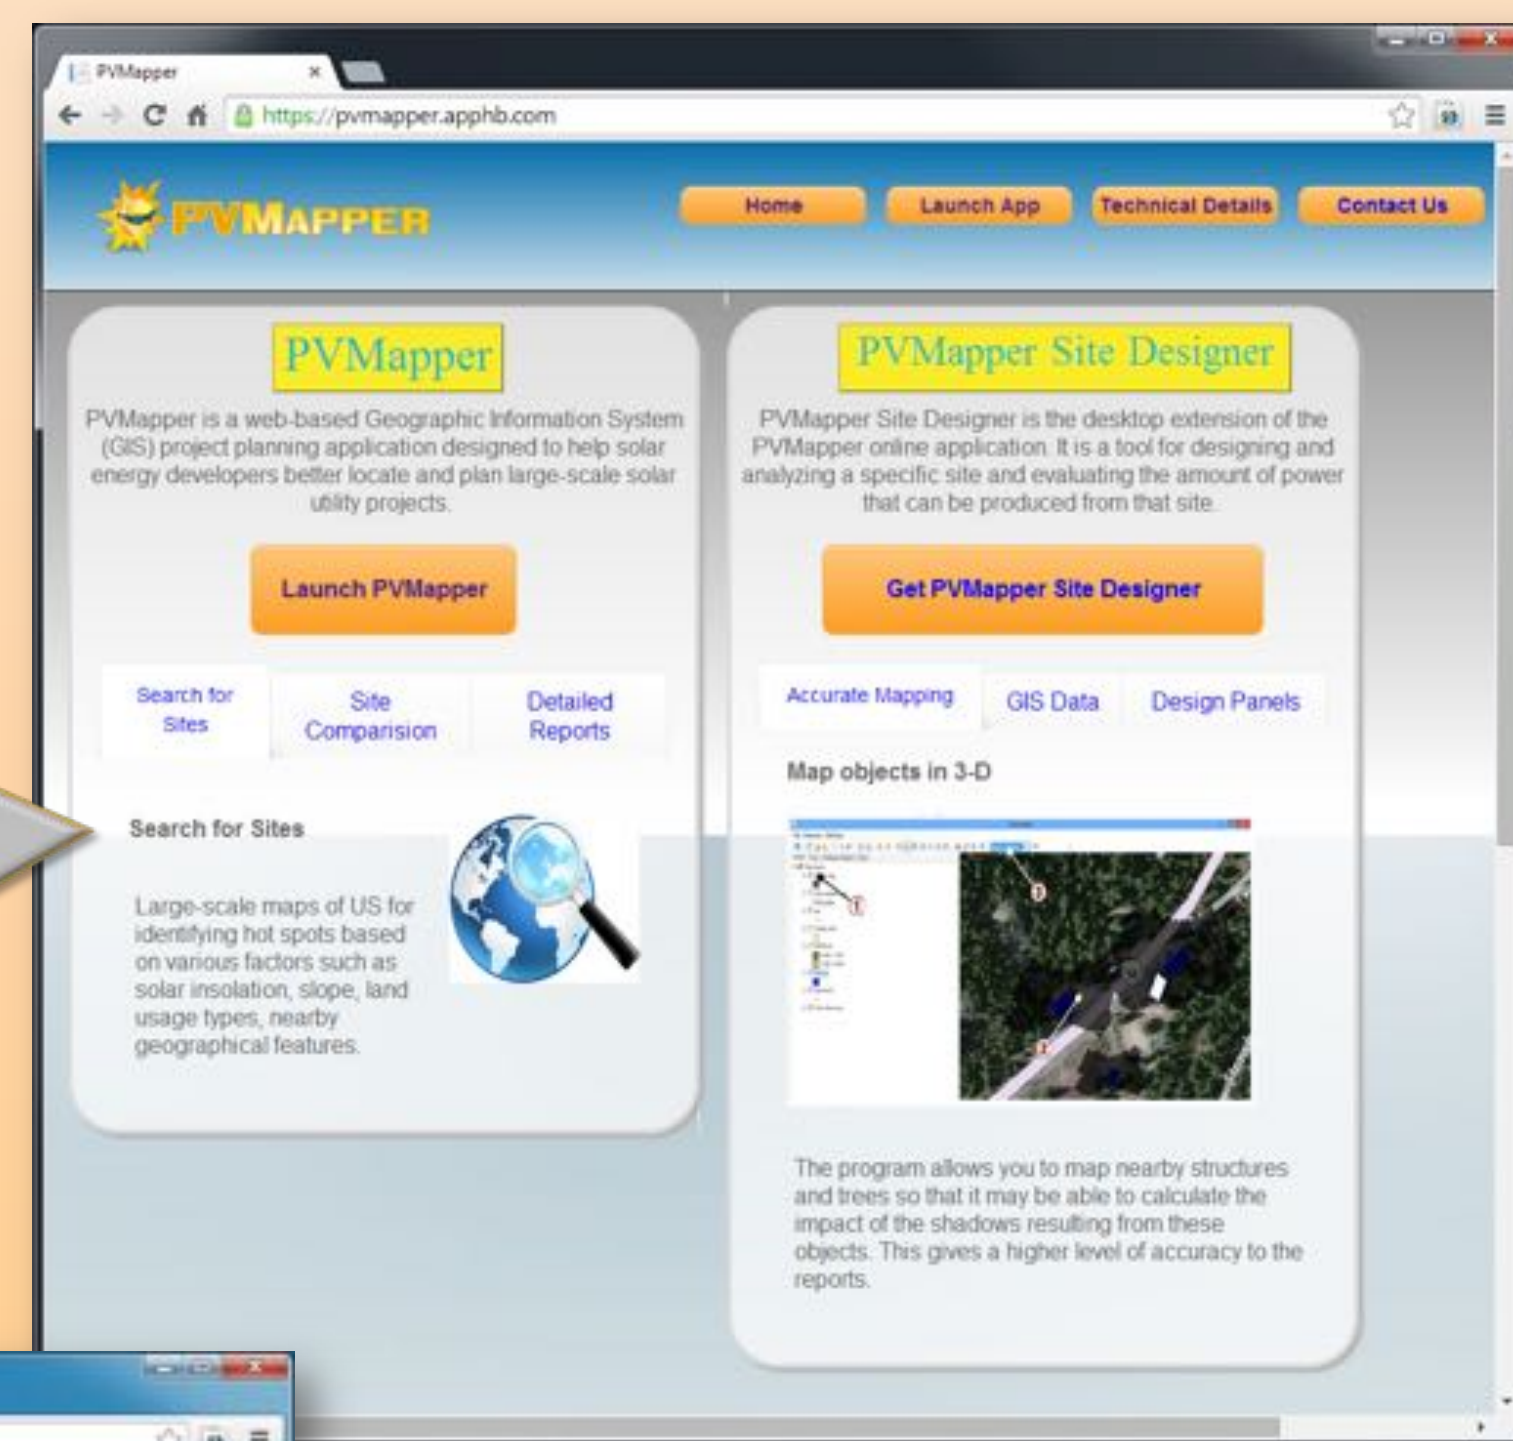 PVMapper
https://pvmapper.apphb.com
PVMAPPER
Home
Launch App
Technical Details
Contact Us
PVMapper
PVMapper is a web-based Geographic Information System
(GIS) project planning application designed to help solar
energy developers better locate and plan large-scale solar
utility projects.
Launch PVMapper
Search for
Sites
Site
Comparision
Detailed
Reports
Search for Sites
Large-scale maps of US for
identifying hot spots based
on various factors such as
solar insolation, slope, land
usage types, nearby
geographical features.
PVMapper Site Designer
PVMapper Site Designer is the desktop extension of the
PVMapper online application. It is a tool for designing and
analyzing a specific site and evaluating the amount of power
that can be produced from that site.
Get PVMapper Site Designer
Accurate Mapping
GIS Data
Design Panels
Map objects in 3-D
The program allows you to map nearby structures
and trees so that it may be able to calculate the
impact of the shadows resulting from these
objects. This gives a higher level of accuracy to the
reports.